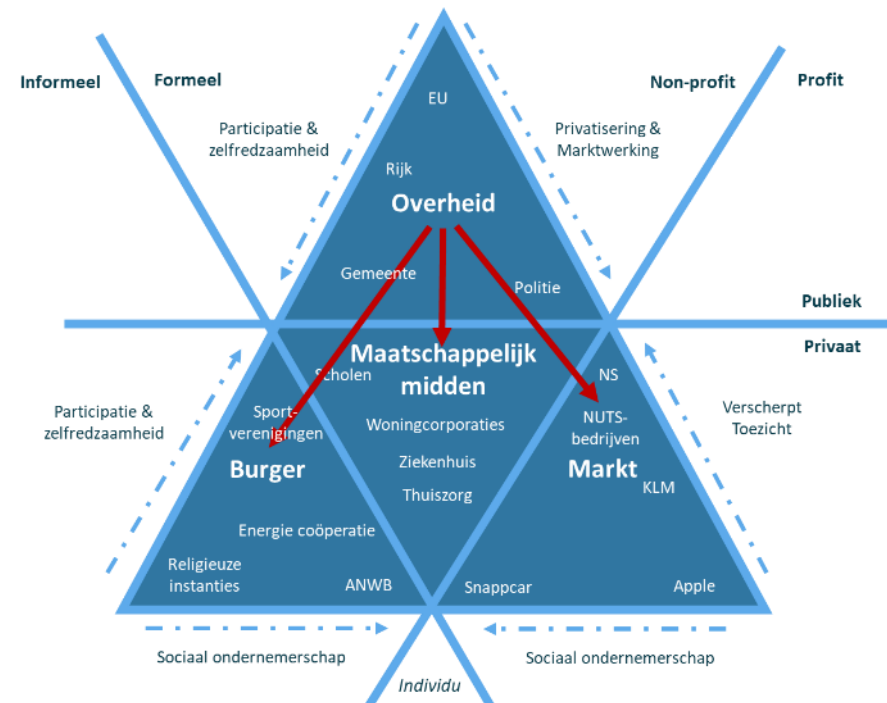 Informeel
Formeel
Non-profit
Profit
EU
Participatie &
zelfredzaamheid
Privatisering &
Marktwerking
Rijk
Overheid
Gemeente
Politie
Publiek
Privaat
Maatschappelijk
midden
Scholen
NS
Participatie &
zelfredzaamheid
Sport-
verenigingen
Woningcorporaties
NUTS-
bedrijven
Verscherpt
Toezicht
Burger
Ziekenhuis
Markt
KLM
Thuiszorg
Energie coöperatie
Religieuze
instanties
ANWB
Snappcar
Apple
Sociaal ondernemerschap
Sociaal ondernemerschap
Individu